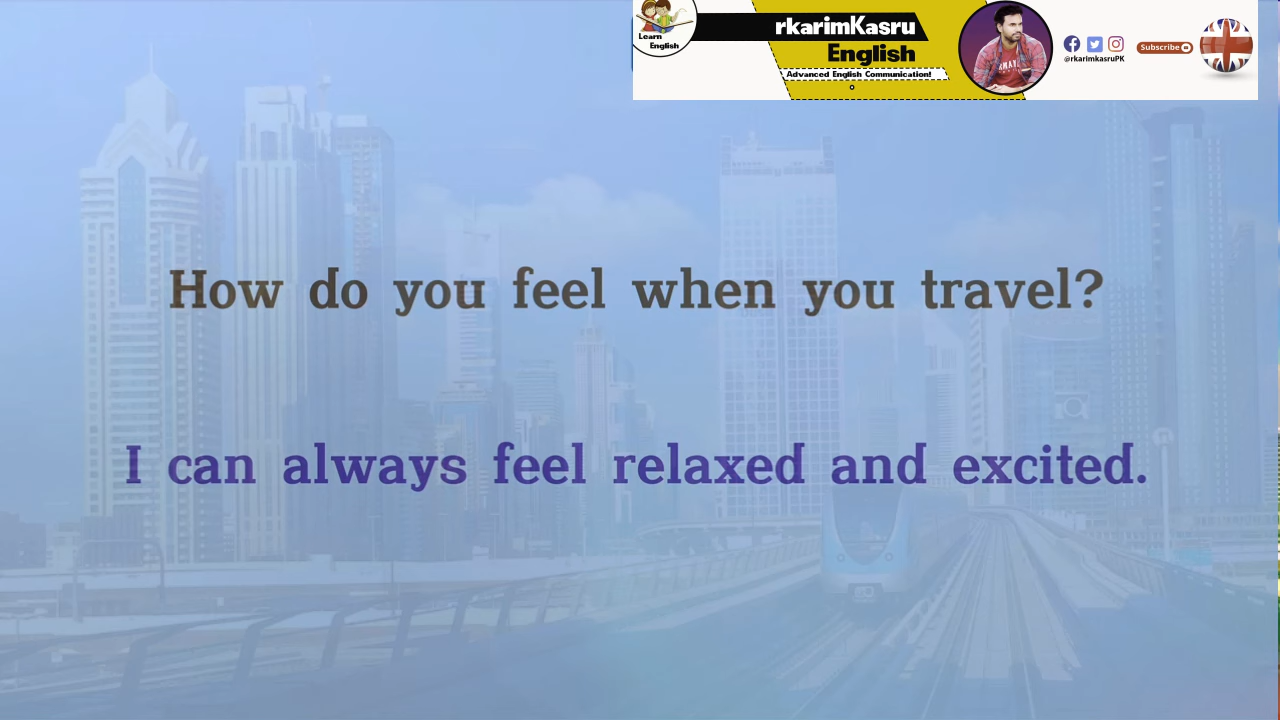 Learn
English
rkarimKasru
English
Advanced English Communication!
@rkarimkasruPK
Subscribe
How do you feel when you travel?
I can always feel relaxed and excited.